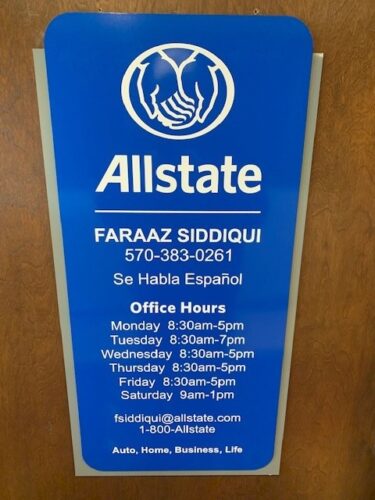 Allstate
FARAAZ SIDDIQUI
570-383-0261
Se Habla Español
Office Hours
Monday 8:30am-5pm
Tuesday 8:30am-7pm
Wednesday 8:30am-5pm
Thursday 8:30am-5pm
Friday 8:30am-5pm
Saturday 9am-1pm
fsiddiqui@allstate.com
1-800-Allstate
Auto, Home, Business, Life